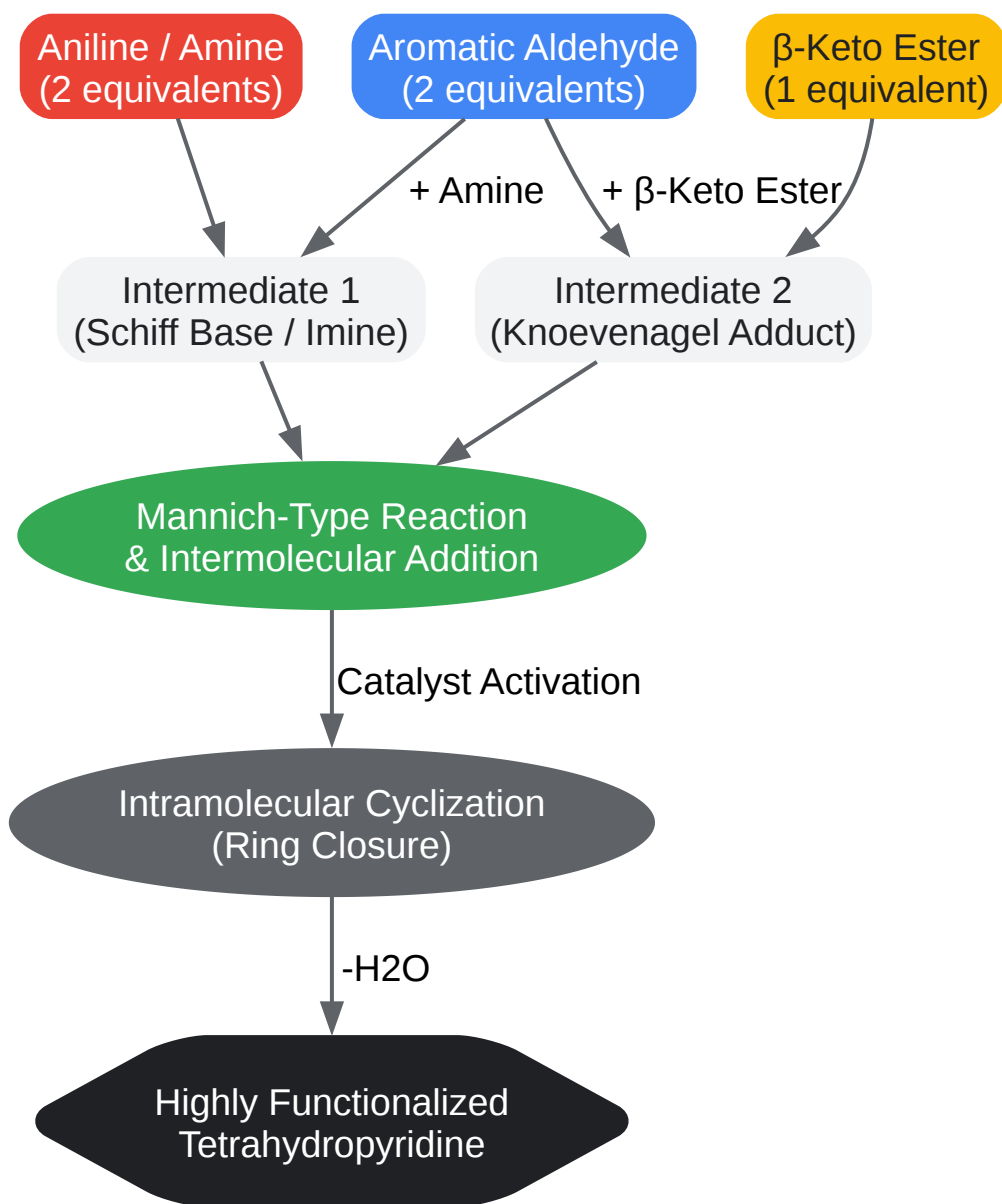 Aniline / Amine
(2 equivalents)
Aromatic Aldehyde
(2 equivalents)
β-Keto Ester
(1 equivalent)
+ Amine
+ β-Keto Ester
Intermediate 1
(Schiff Base / Imine)
Intermediate 2
(Knoevenagel Adduct)
Mannich-Type Reaction
& Intermolecular Addition
Catalyst Activation
Intramolecular Cyclization
(Ring Closure)
-H2O
Highly Functionalized
Tetrahydropyridine